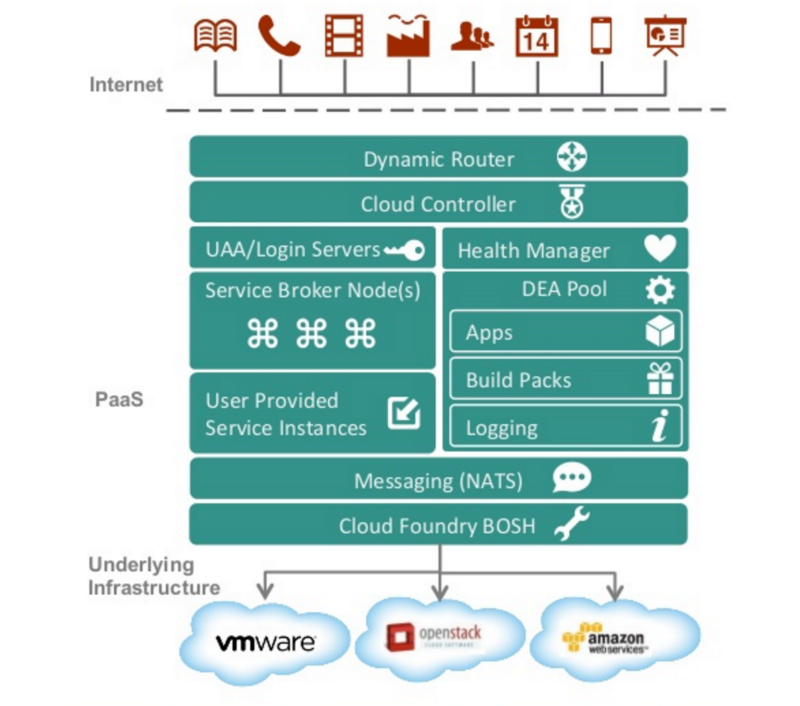 14
Internet
Dynamic Router
Cloud Controller
UAA/Login Servers
Health Manager
Service Broker Node(s)
DEA Pool
Apps
Build Packs
Logging
PaaS
User Provided
Service Instances
Messaging (NATS)
Cloud Foundry BOSH
Underlying
Infrastructure
vmware
openstack
CLOUD SOFTWARE
amazon
webservices™